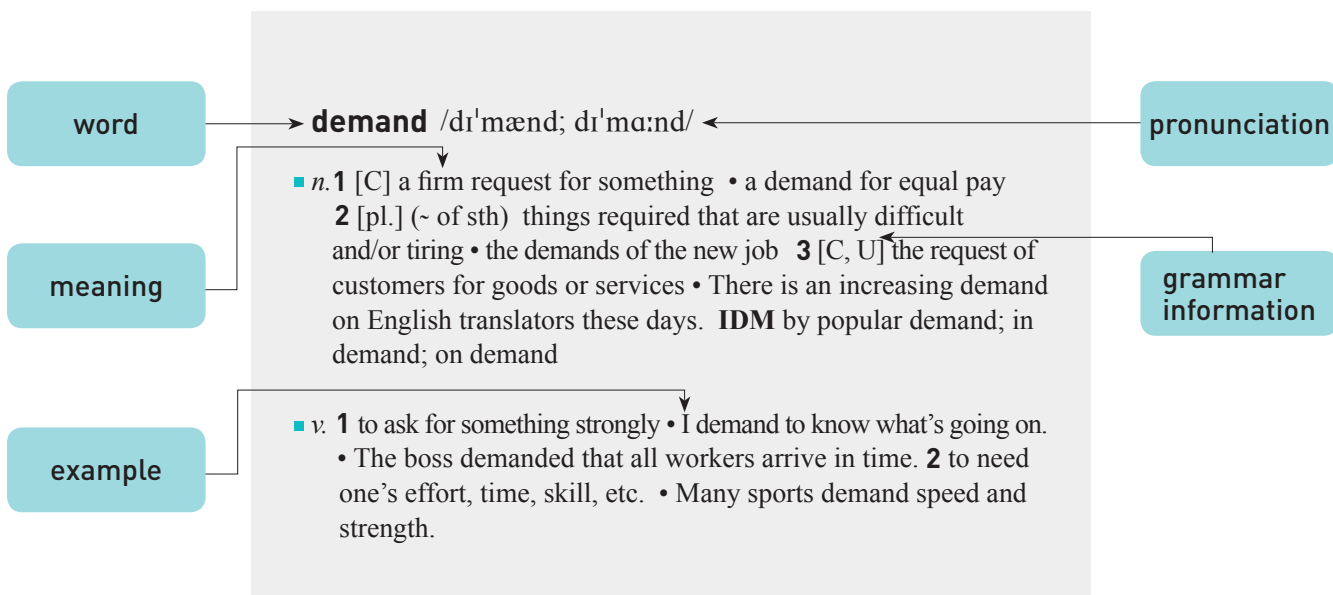 word
demand /dɪˈmænd; dɪˈmɑːnd/
pronunciation
n. 1 [C] a firm request for something • a demand for equal pay
2 [pl.] (~ of sth) things required that are usually difficult
and/or tiring • the demands of the new job 3 [C, U] the request of
customers for goods or services • There is an increasing demand
on English translators these days. IDM by popular demand; in
demand; on demand
meaning
grammar
information
v. 1 to ask for something strongly • I demand to know what's going on.
• The boss demanded that all workers arrive in time. 2 to need
one's effort, time, skill, etc. • Many sports demand speed and
strength.
example